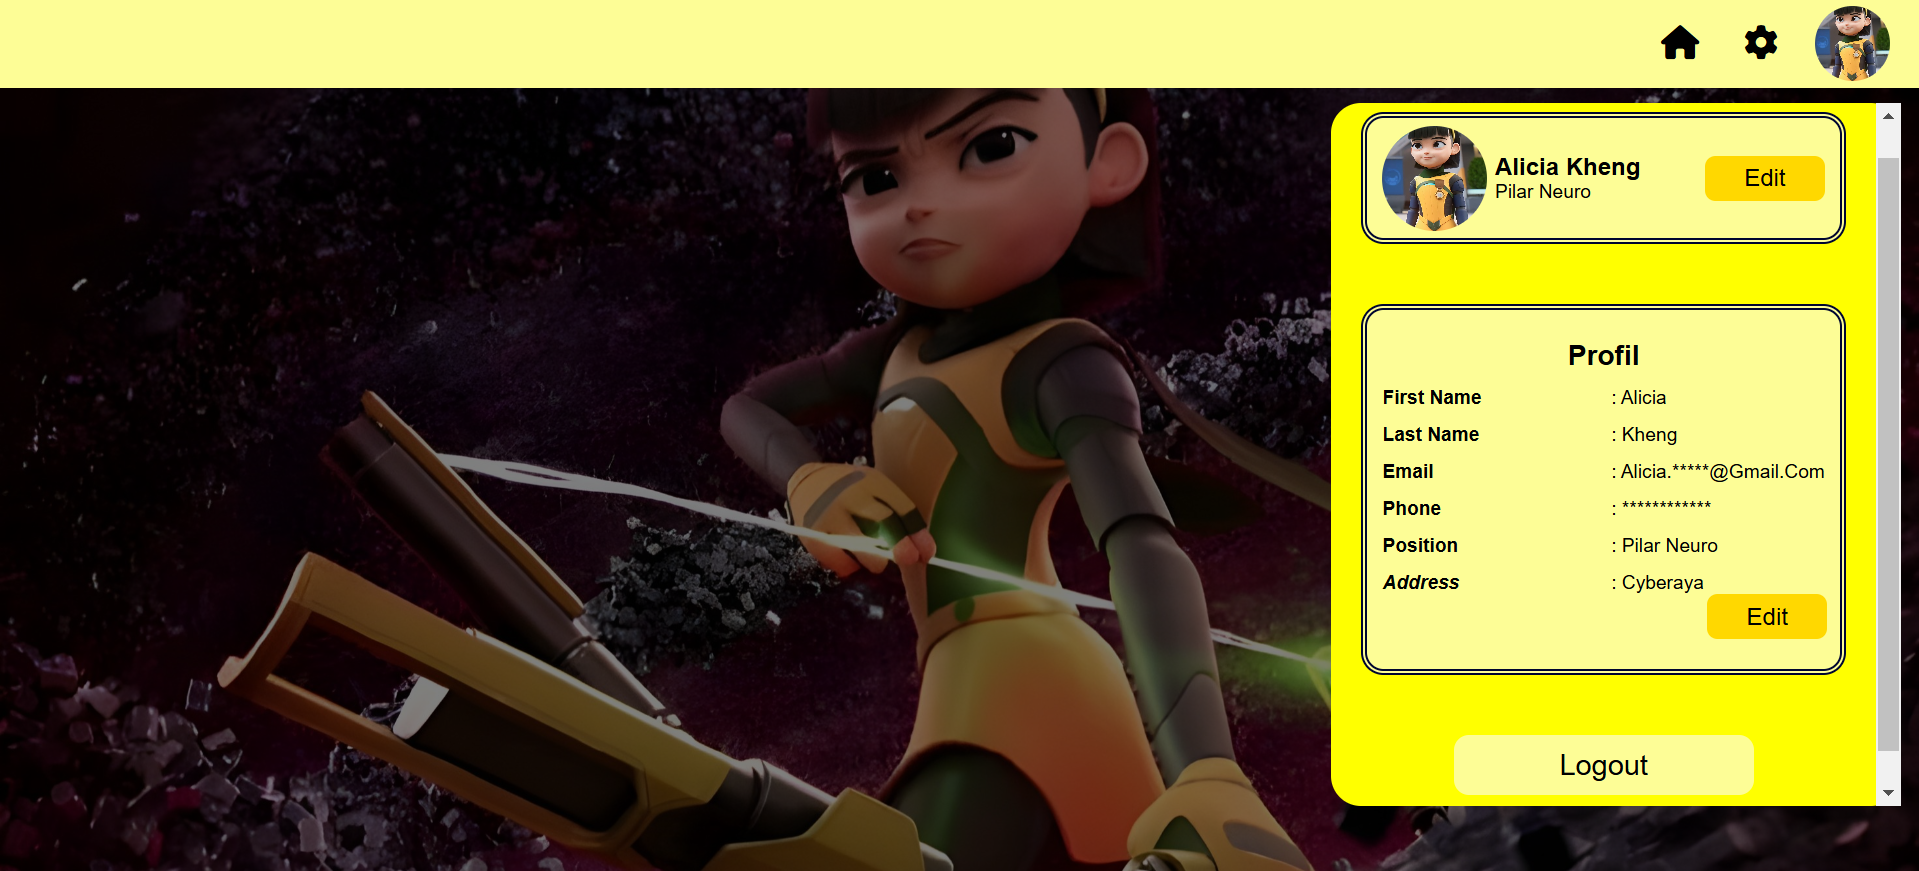 Alicia Kheng
Pilar Neuro
Edit
Profil
First Name : Alicia
Last Name : Kheng
Email : Alicia.*****@Gmail.Com
Phone : ************
Position : Pilar Neuro
Address : Cyberaya
Edit
Logout